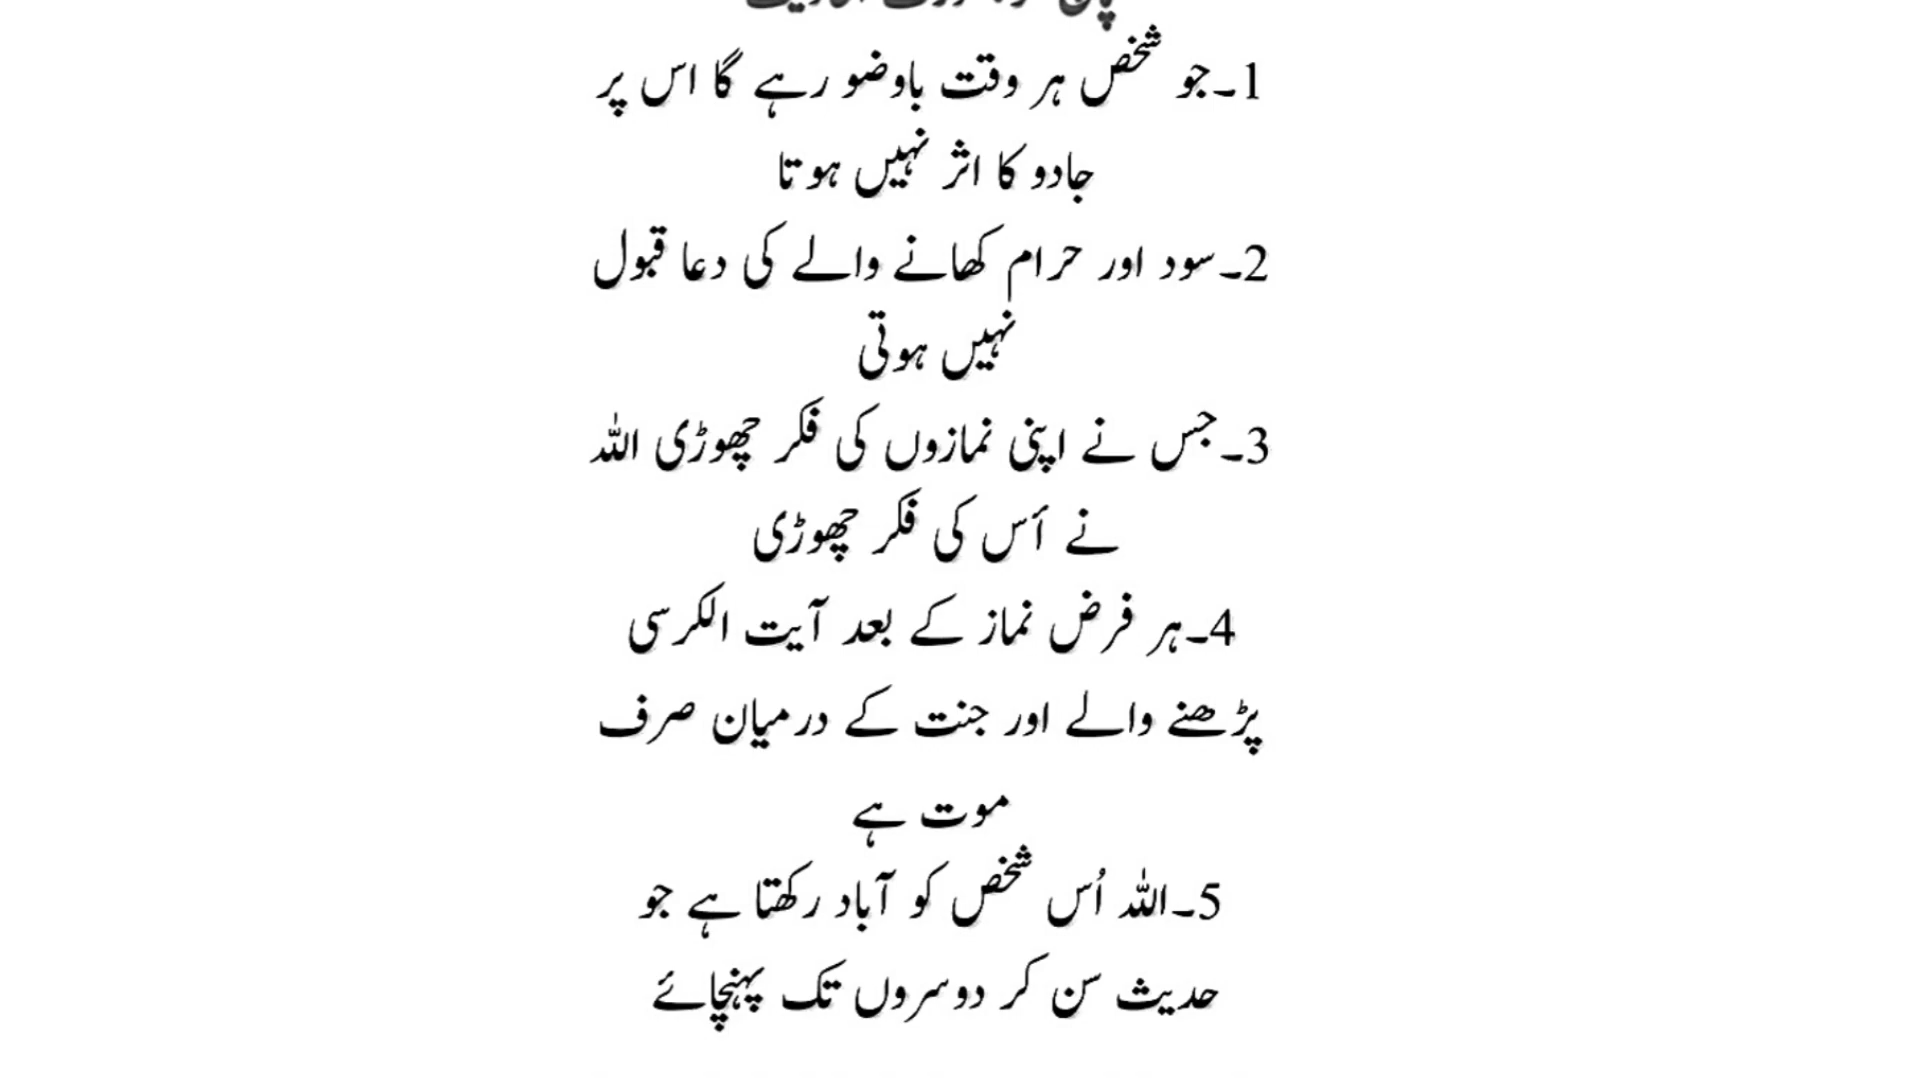 1۔جو شخص ہر وقت باوضو رہے گا اس پر
جادو کا اثر نہیں ہوتا
2۔سود اور حرام کھانے والے کی دعا قبول
نہیں ہوتی
3۔جس نے اپنی نمازوں کی فکر چھوڑی اللہ
نے أس کی فکر چھوڑی
4۔ہر فرض نماز کے بعد آیت الکرسی
پڑھنے والے اور جنت کے درمیان صرف
موت ہے
5۔اللہ اُس شخص کو آباد رکھتا ہے جو
حدیث سن کر دوسروں تک پہنچائے